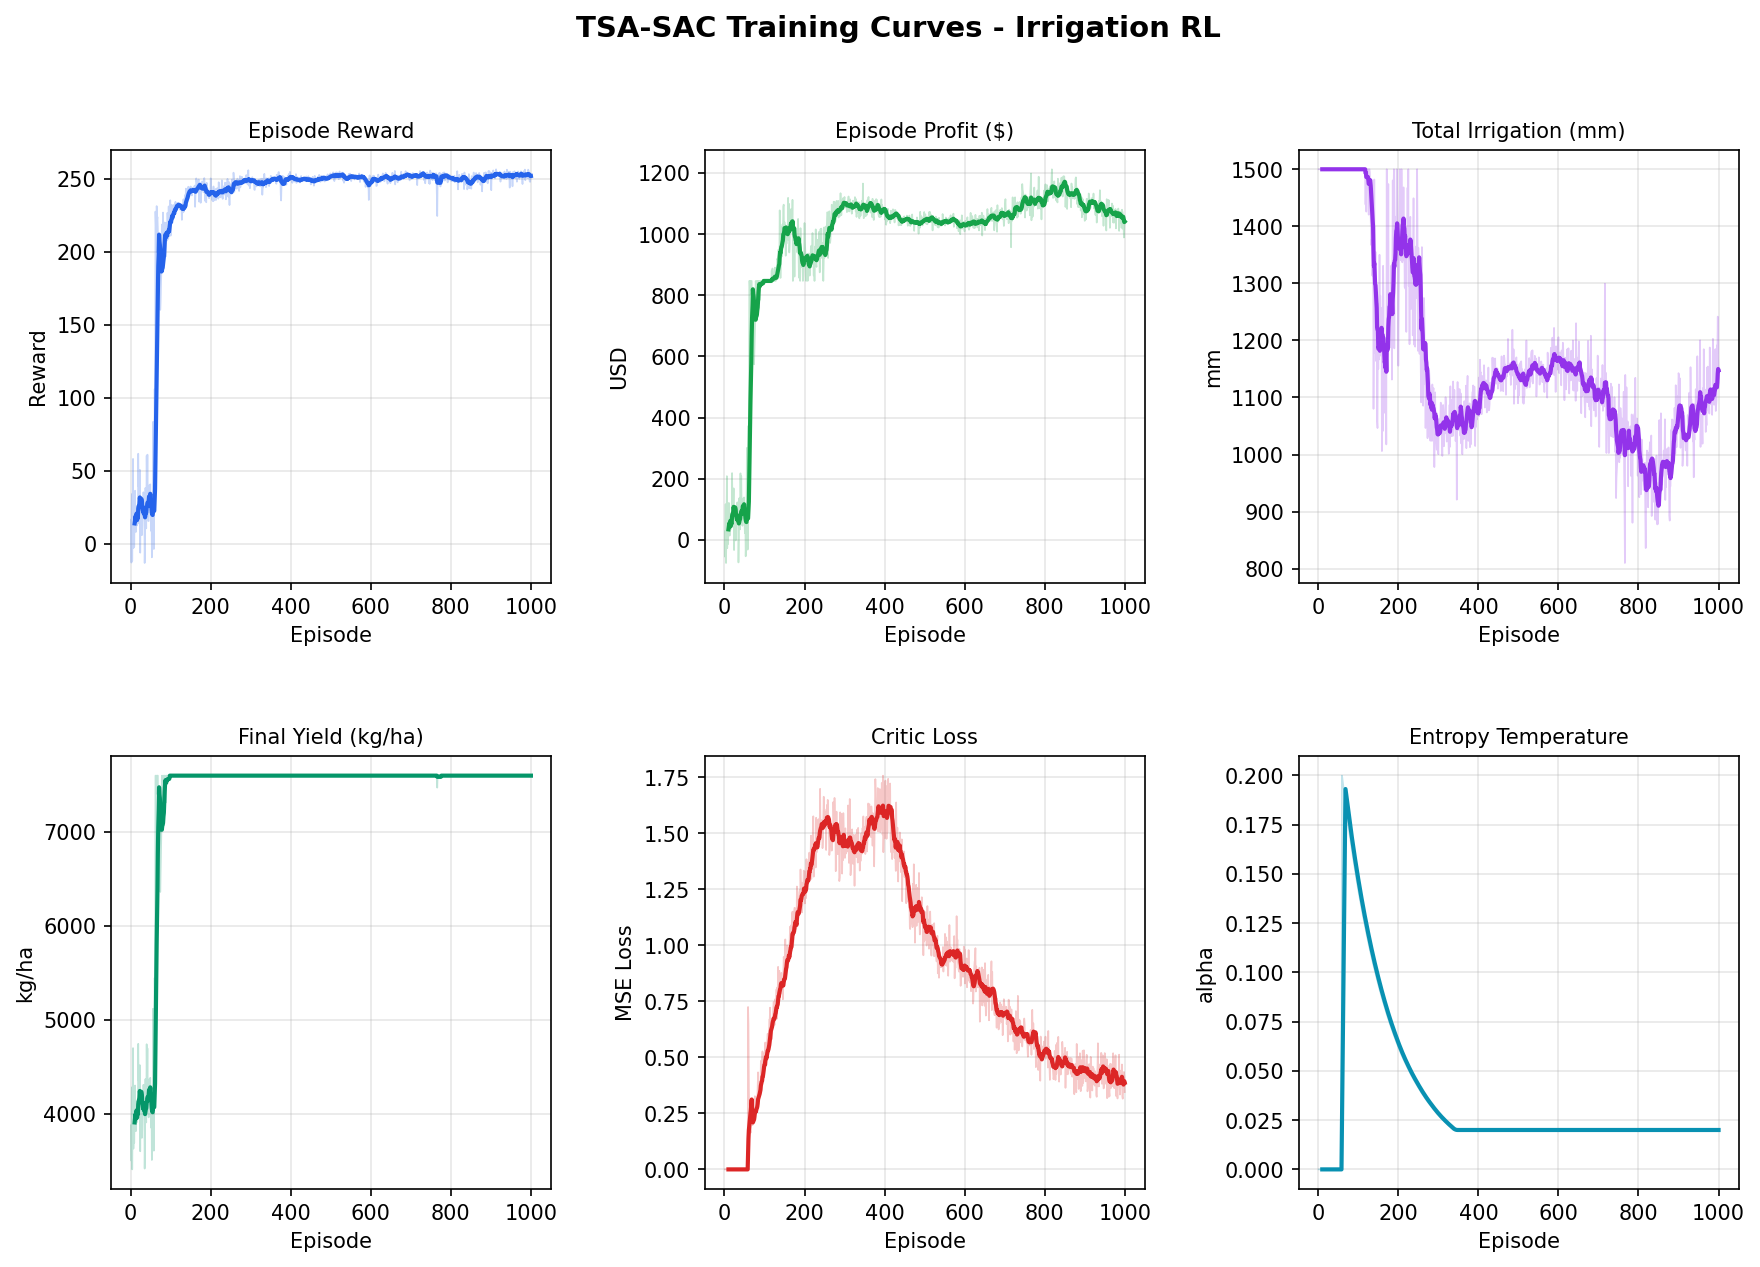 TSA-SAC Training Curves - Irrigation RL
Episode Reward
Reward
250
200
150
100
50
0
0 200 400 600 800 1000
Episode
Episode Profit ($)
USD
1200
1000
800
600
400
200
0
0 200 400 600 800 1000
Episode
Total Irrigation (mm)
mm
1500
1400
1300
1200
1100
1000
900
800
0 200 400 600 800 1000
Episode
Final Yield (kg/ha)
kg/ha
7000
6000
5000
4000
0 200 400 600 800 1000
Episode
Critic Loss
MSE Loss
1.75
1.50
1.25
1.00
0.75
0.50
0.25
0.00
0 200 400 600 800 1000
Episode
Entropy Temperature
alpha
0.200
0.175
0.150
0.125
0.100
0.075
0.050
0.025
0.000
0 200 400 600 800 1000
Episode